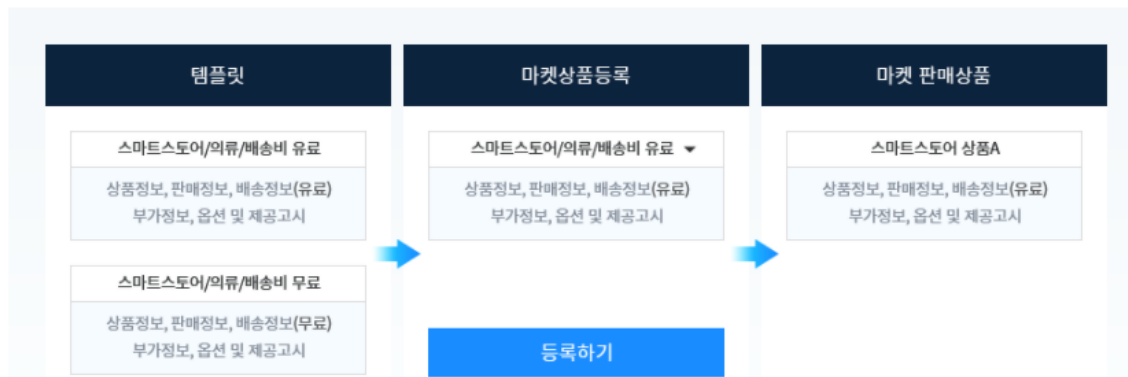 템플릿
스마트스토어/의류/배송비 유료
상품정보, 판매정보, 배송정보(유료)
부가정보, 옵션 및 제공고시
스마트스토어/의류/배송비 무료
상품정보, 판매정보, 배송정보(무료)
부가정보, 옵션 및 제공고시
마켓상품등록
스마트스토어/의류/배송비 유료
상품정보, 판매정보, 배송정보(유료)
부가정보, 옵션 및 제공고시
등록하기
마켓 판매상품
스마트스토어 상품A
상품정보, 판매정보, 배송정보(유료)
부가정보, 옵션 및 제공고시